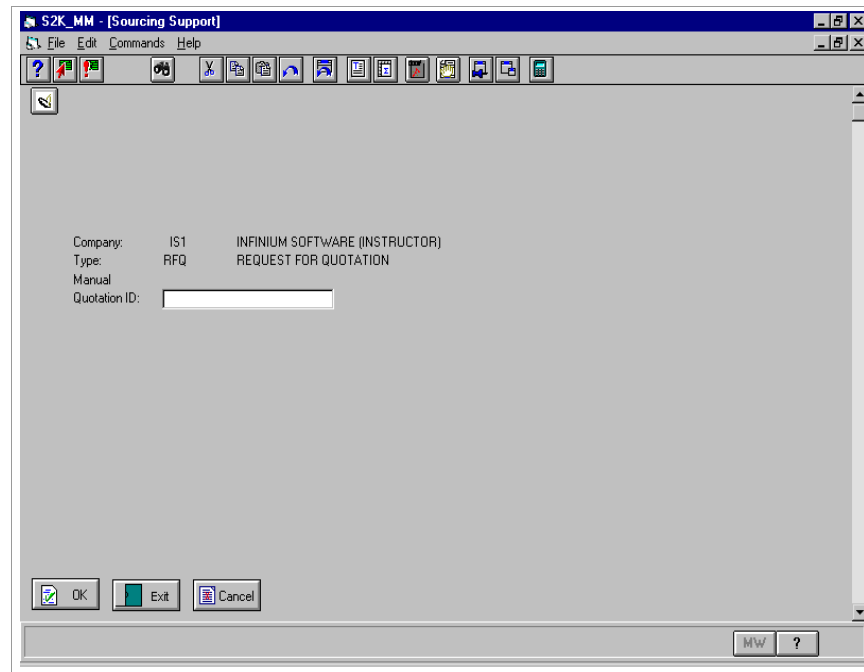 S2K_MM - [Sourcing Support]
File Edit Commands Help
Company: IS1 INFINIUM SOFTWARE (INSTRUCTOR)
Type: RFQ REQUEST FOR QUOTATION
Manual
Quotation ID:
OK Exit Cancel
MW ?